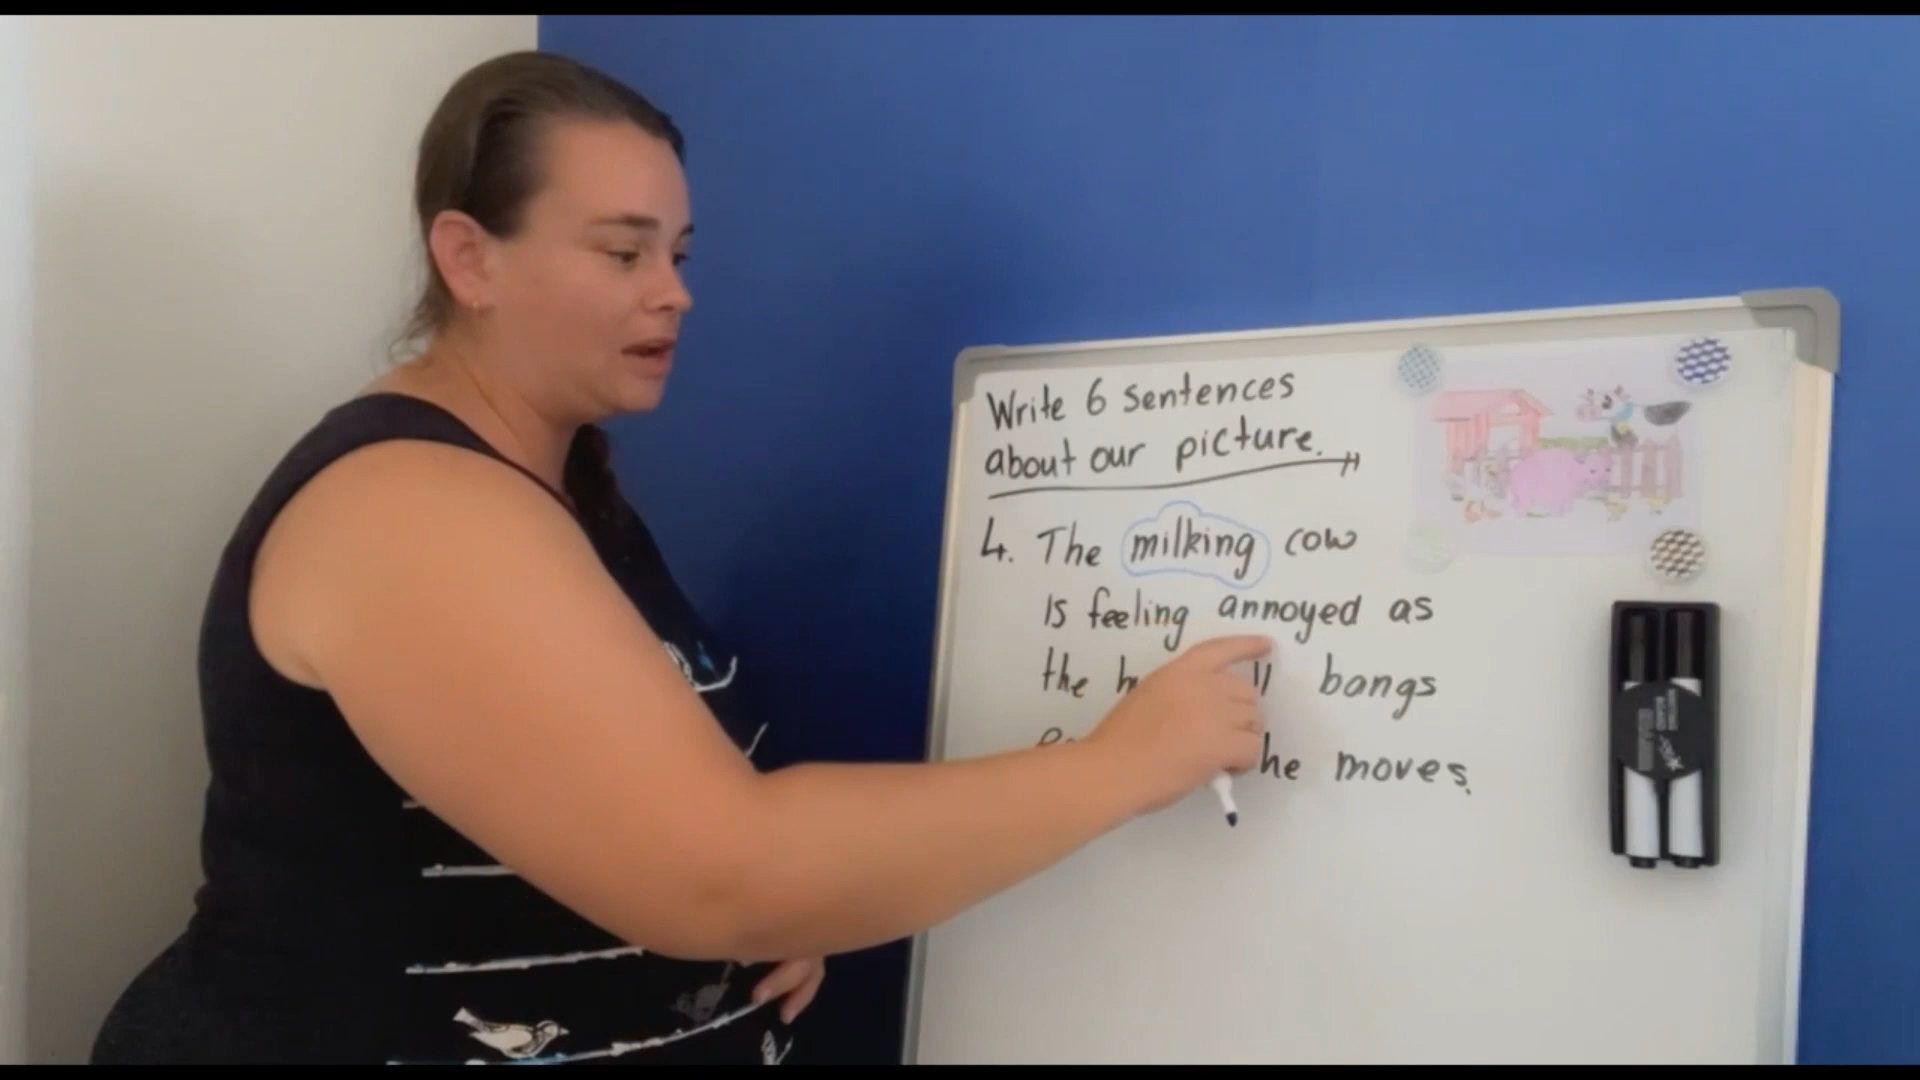 Write 6 sentences
about our picture.
4. The milking cow
is feeling annoyed as
the bangs
he moves.